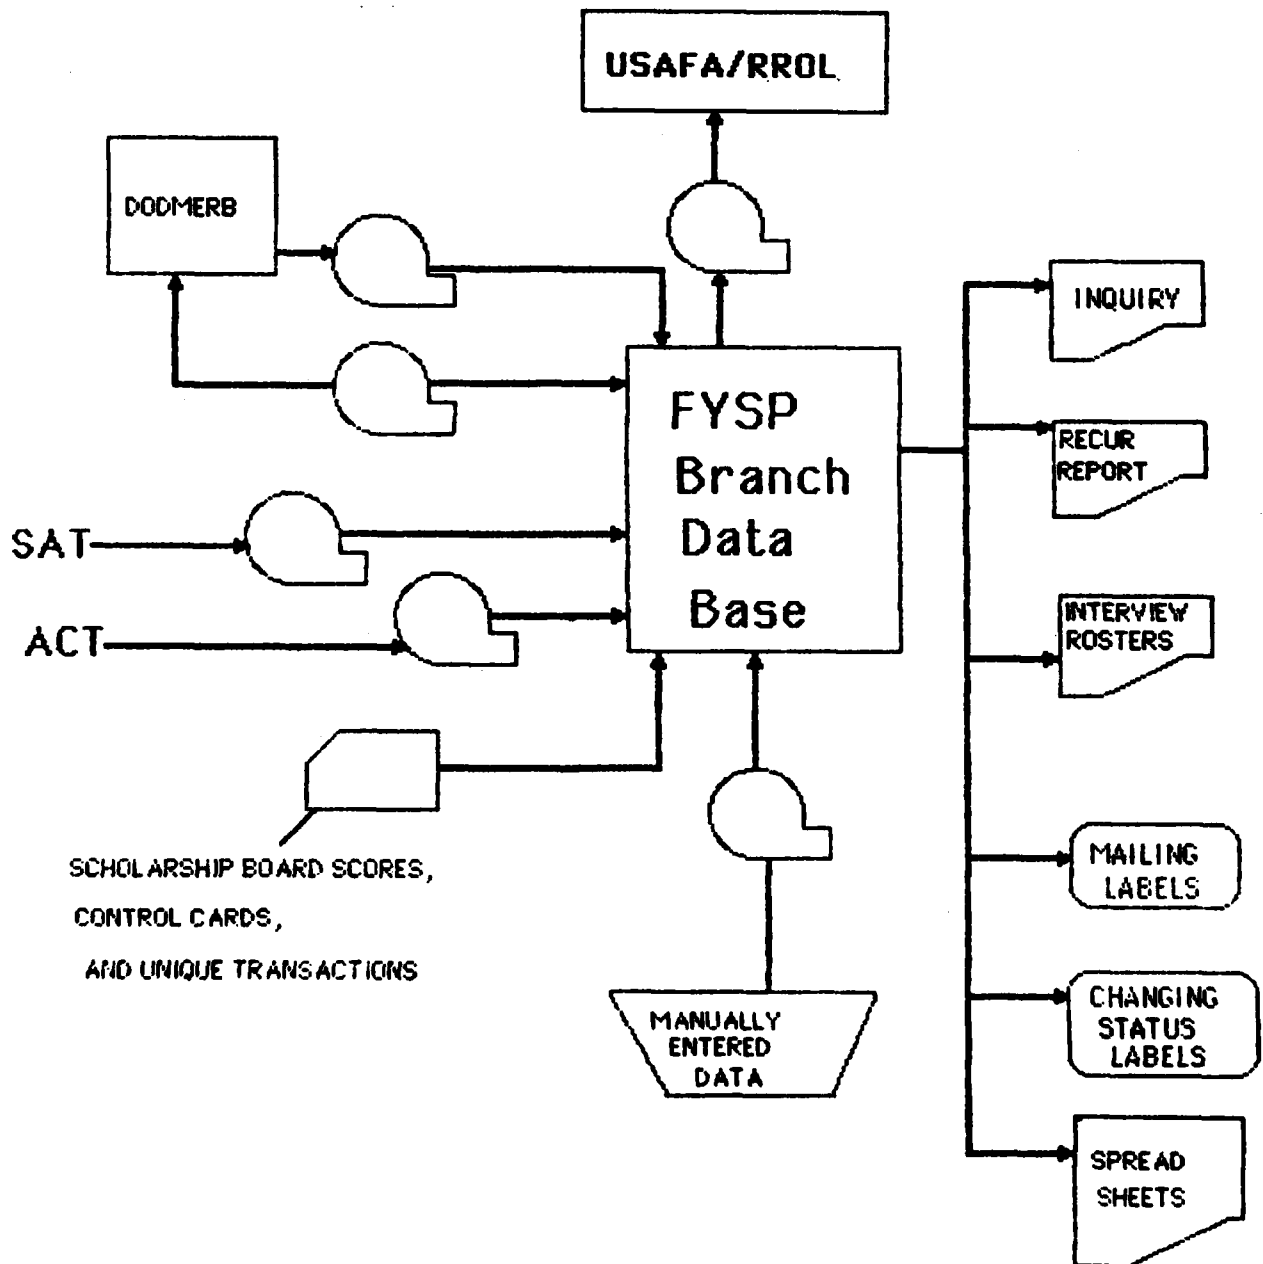 USAFA/RROL
DODMERB
INQUIRY
FYSP
Branch
Data
Base
RECUR
REPORT
SAT
ACT
INTERVIEW
ROSTERS
SCHOLARSHIP BOARD SCORES,
CONTROL CARDS,
AND UNIQUE TRANSACTIONS
MAILING
LABELS
MANUALLY
ENTERED
DATA
CHANGING
STATUS
LABELS
SPREAD
SHEETS